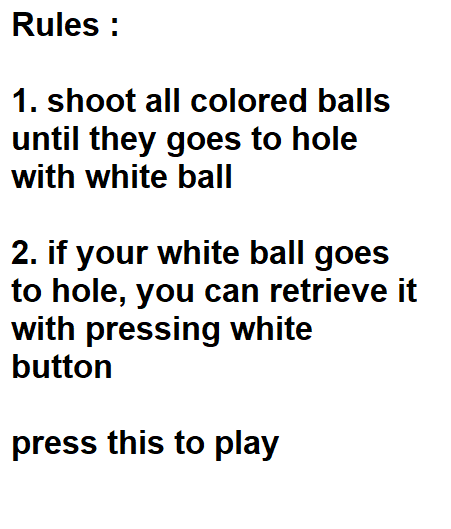 Rules :
1. shoot all colored balls
until they goes to hole
with white ball
2. if your white ball goes
to hole, you can retrieve it
with pressing white
button
press this to play